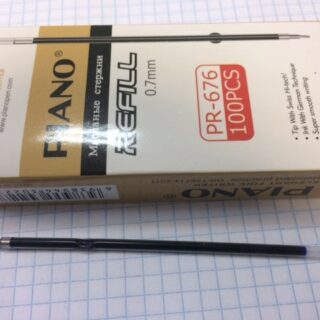 www.pianopen.com
PIANO®
Масляные стержни
REFILL
0.7mm
PR-676
100PCS
• Tip With Swiss Hi-tech!
• Ink With German Technique
• Super smooth writing
PIANO